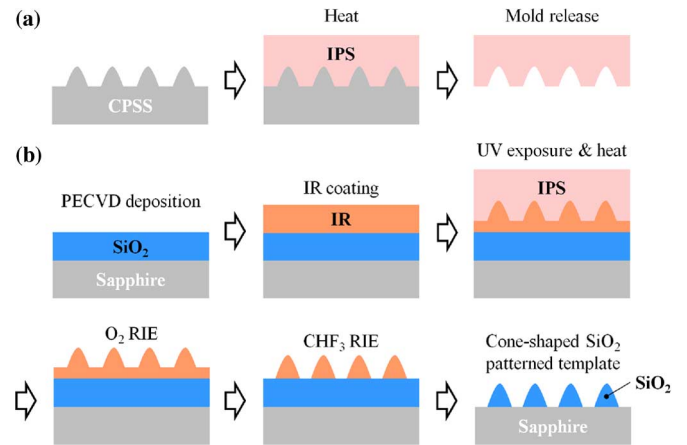 (a)
Heat
Mold release
IPS
CPSS
(b)
UV exposure & heat
PECVD deposition
IR coating
IPS
IR
SiO₂
Sapphire
O₂ RIE
CHF₃ RIE
Cone-shaped SiO₂
patterned template
SiO₂
Sapphire